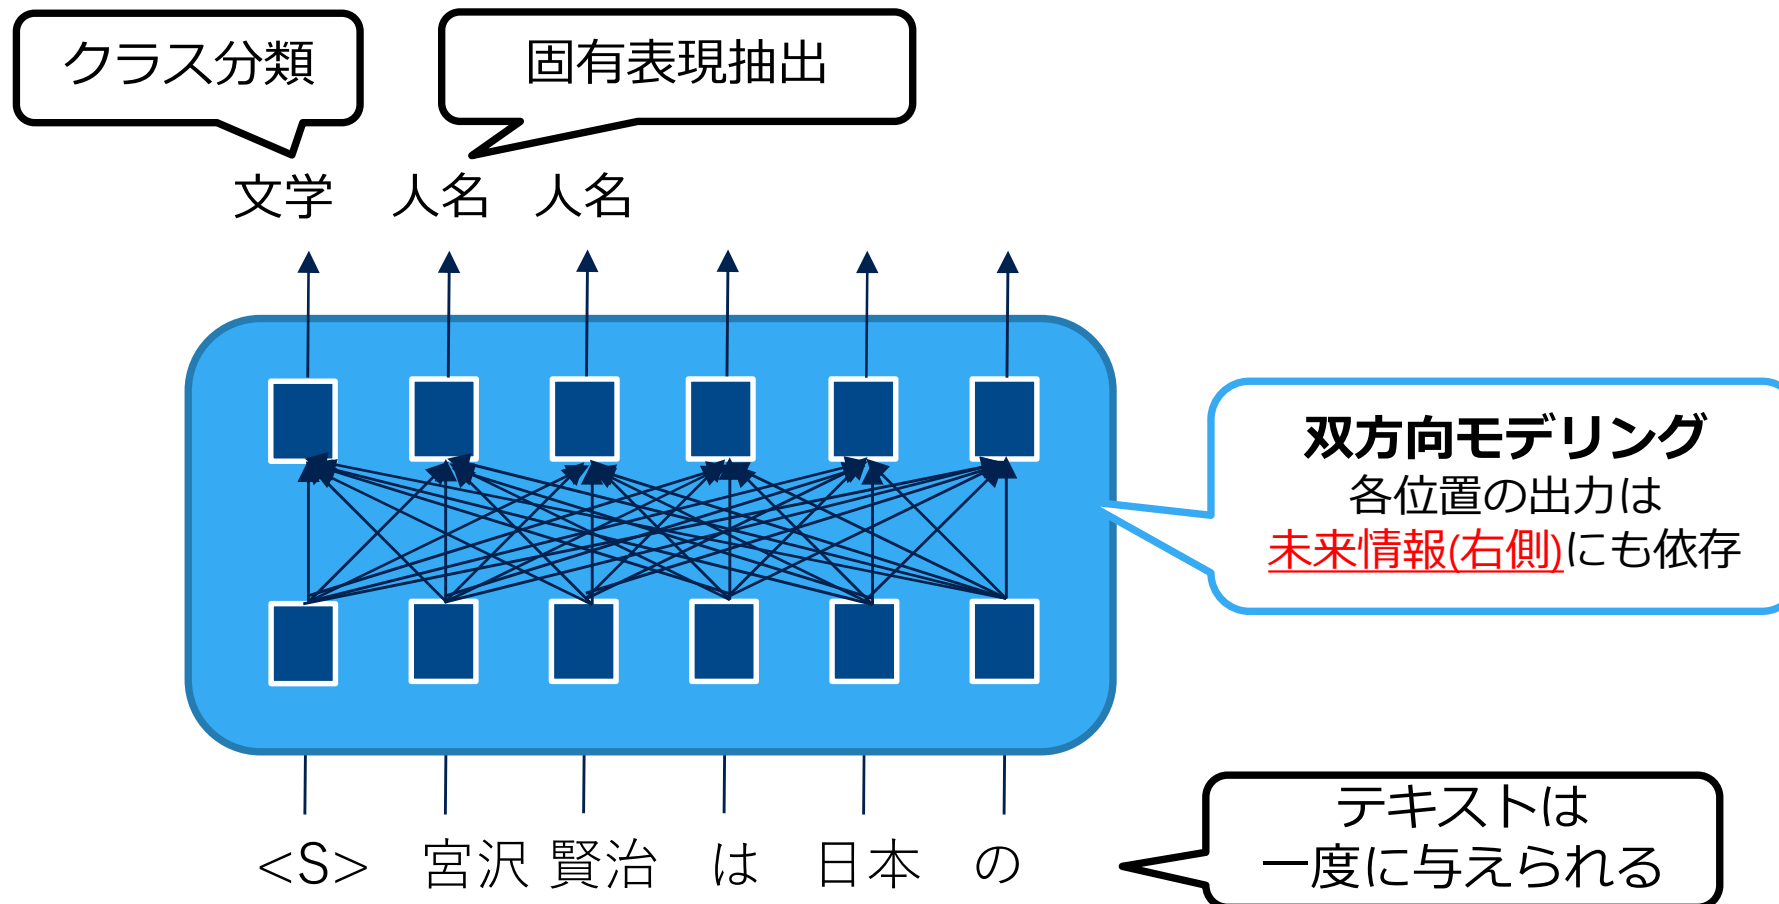 クラス分類
固有表現抽出
文学 人名 人名
双方向モデリング
各位置の出力は
未来情報(右側)にも依存
<S> 宮沢 賢治 は 日本 の
テキストは
一度に与えられる